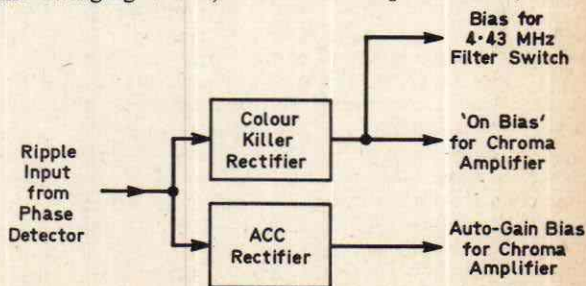 Bias for
4·43 MHz
Filter Switch
Colour
Killer
Rectifier
'On Bias'
for Chroma
Amplifier
Ripple
Input
from
Phase
Detector
ACC
Rectifier
Auto-Gain Bias
for Chroma
Amplifier